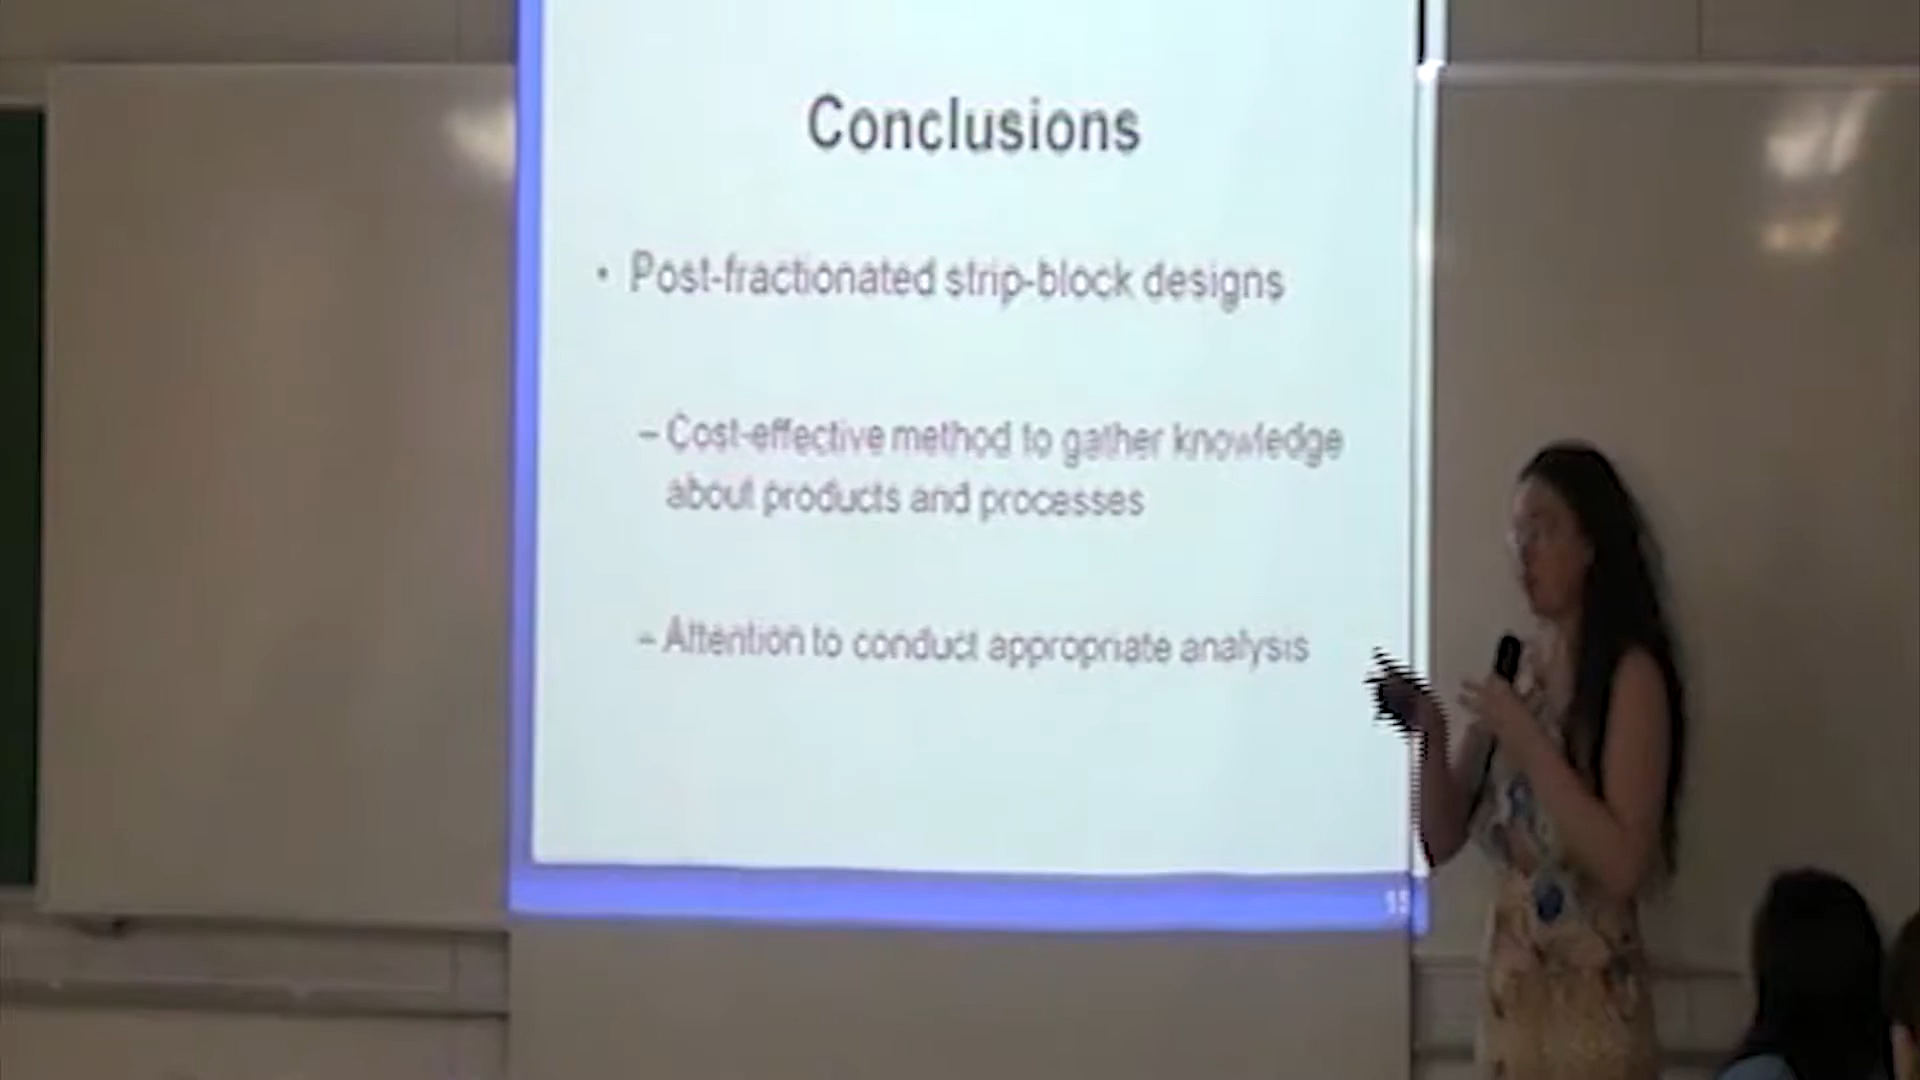 Conclusions
• Post-fractionated strip-block designs
– Cost-effective method to gather knowledge
about products and processes
– Attention to conduct appropriate analysis